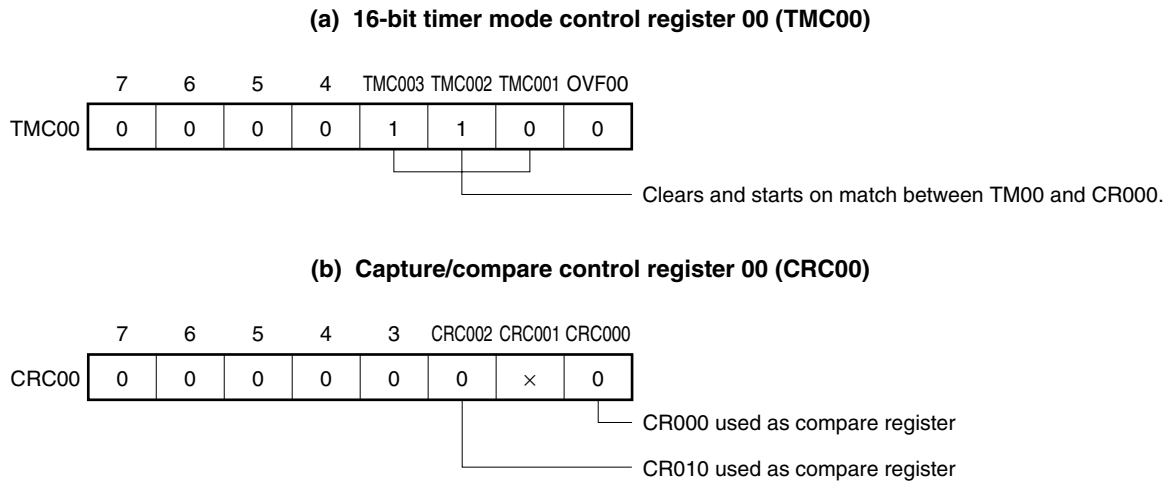 (a) 16-bit timer mode control register 00 (TMC00)
7 6 5 4 TMC003 TMC002 TMC001 OVF00
TMC00 0 0 0 0 1 1 0 0
Clears and starts on match between TM00 and CR000.
(b) Capture/compare control register 00 (CRC00)
7 6 5 4 3 CRC002 CRC001 CRC000
CRC00 0 0 0 0 0 0 × 0
CR000 used as compare register
CR010 used as compare register